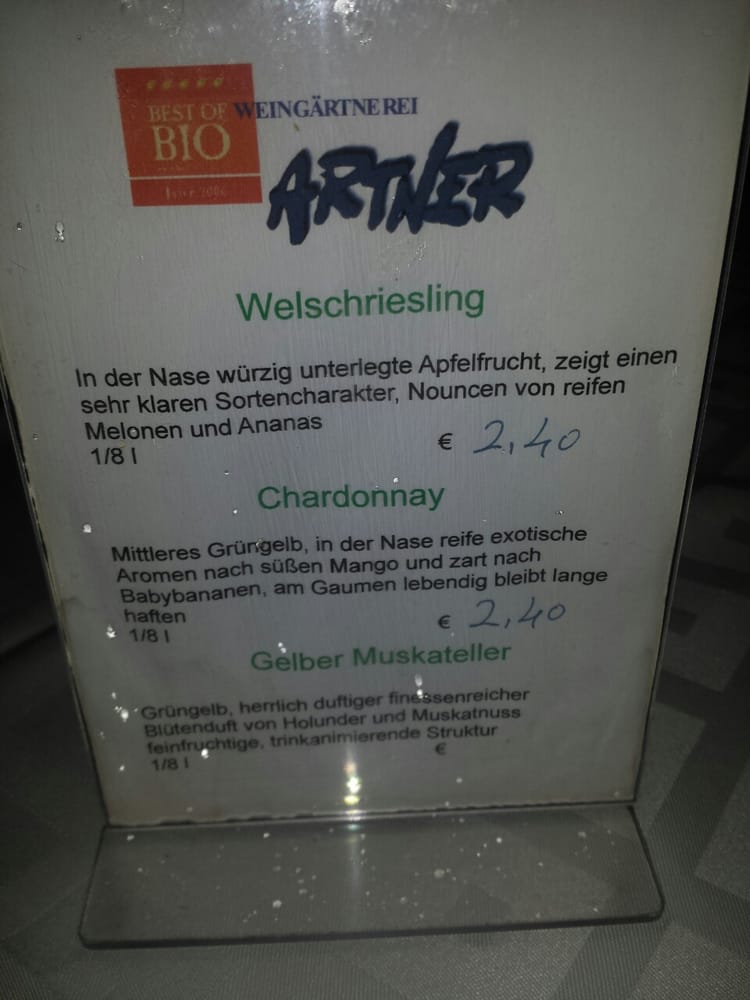 BEST OF
BIO
WEINGÄRTNEREI
ARTNER
Welschriesling
In der Nase würzig unterlegte Apfelfrucht, zeigt einen
sehr klaren Sortencharakter, Nouncen von reifen
Melonen und Ananas
1/8 l € 2,40
Chardonnay
Mittleres Grüngelb, in der Nase reife exotische
Aromen nach süßen Mango und zart nach
Babybananen, am Gaumen lebendig bleibt lange
haften
1/8 l € 2,40
Gelber Muskateller
Grüngelb, herrlich duftiger finessenreicher
Blütenduft von Holunder und Muskatnuss
feinfruchtige, trinkanimierende Struktur
1/8 l €